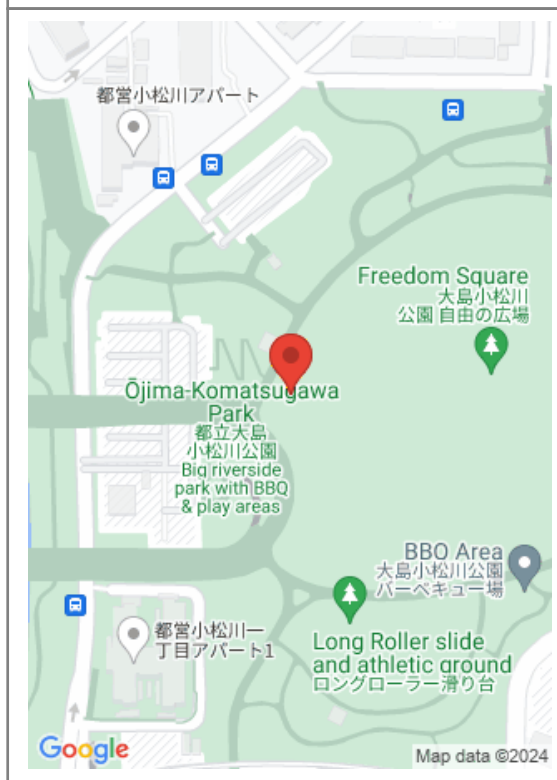 都営小松川アパート
Freedom Square
大島小松川
公園 自由の広場
Ōjima-Komatsugawa
Park
都立大島
小松川公園
Big riverside
park with BBQ
& play areas
BBQ Area
大島小松川公園
バーベキュー場
都営小松川一
丁目アパート1
Long Roller slide
and athletic ground
ロングローラー滑り台
Google
Map data ©2024